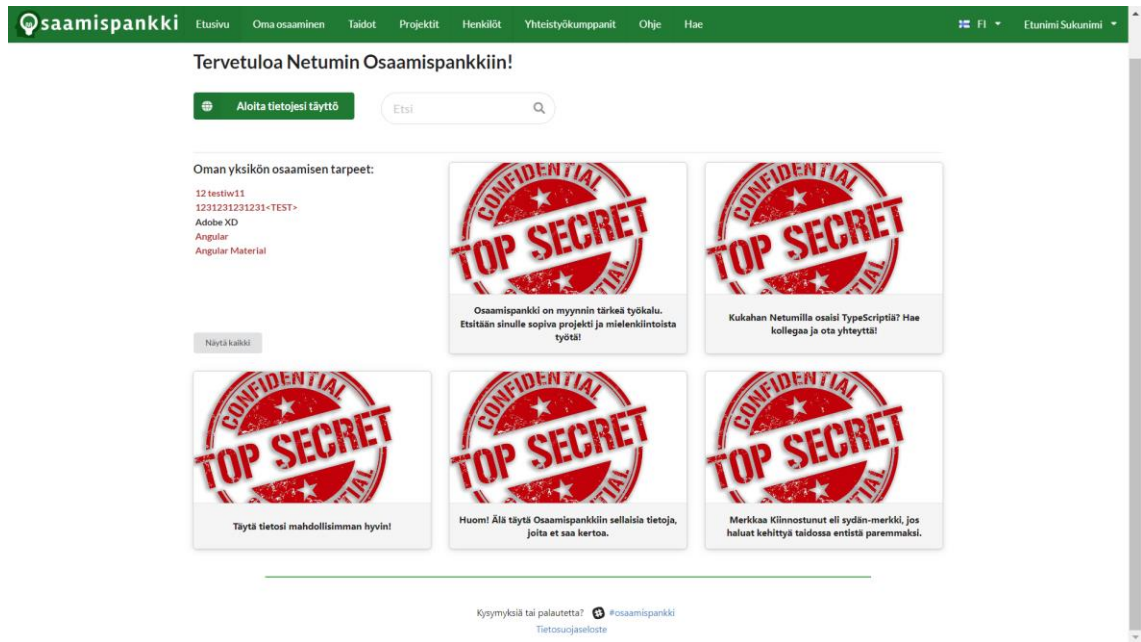 Osaamispankki Etusivu Oma osaaminen Taidot Projektit Henkilöt Yhteistyökumppanit Ohje Hae FI Etunimi Sukunimi
Tervetuloa Netumin Osaamispankkiin!
Aloita tietojesi täyttö Etsi
Oman yksikön osaamisen tarpeet:
12 testiw11
1231231231231<TEST>
Adobe XD
Angular
Angular Material
Näytä kaikki
CONFIDENTIAL
TOP SECRET
CONFIDENTIAL
Osaamispankki on myynnin tärkeä työkalu.
Etsitään sinulle sopiva projekti ja mielenkiintoista
työtä!
CONFIDENTIAL
TOP SECRET
CONFIDENTIAL
Kukahan Netumilla osaisi TypeScriptiä? Hae
kollegaa ja ota yhteyttä!
CONFIDENTIAL
TOP SECRET
CONFIDENTIAL
Täytä tietosi mahdollisimman hyvin!
CONFIDENTIAL
TOP SECRET
CONFIDENTIAL
Huom! Älä täytä Osaamispankkiin sellaisia tietoja,
joita et saa kertoa.
CONFIDENTIAL
TOP SECRET
CONFIDENTIAL
Merkkaa Kiinnostunut eli sydän-merkki, jos
haluat kehittyä taidossa entistä paremmaksi.
Kysymyksiä tai palautetta? #osaamispankki
Tietosuojaseloste